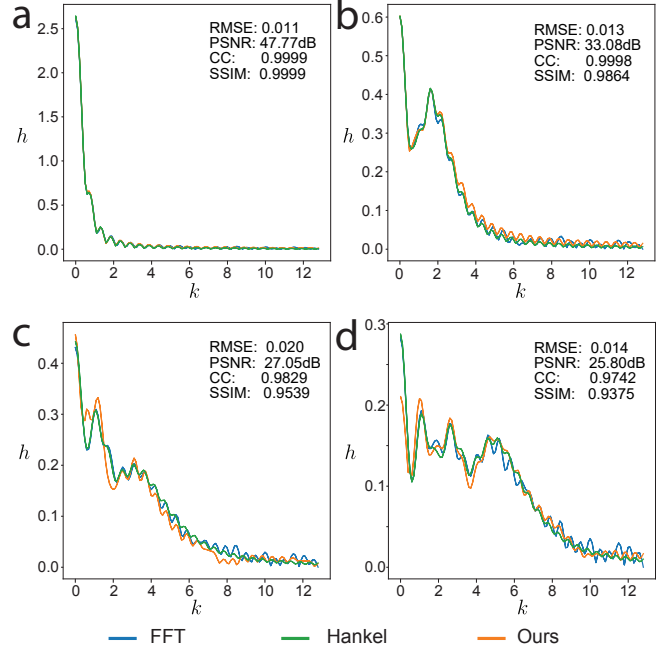 a
RMSE: 0.011
PSNR: 47.77dB
CC: 0.9999
SSIM: 0.9999
2.5
2.0
1.5
1.0
0.5
0.0
h
0 2 4 6 8 10 12
k
b
RMSE: 0.013
PSNR: 33.08dB
CC: 0.9998
SSIM: 0.9864
0.6
0.4
0.2
0.0
h
0 2 4 6 8 10 12
k
c
RMSE: 0.020
PSNR: 27.05dB
CC: 0.9829
SSIM: 0.9539
0.4
0.3
0.2
0.1
0.0
h
0 2 4 6 8 10 12
k
d
RMSE: 0.014
PSNR: 25.80dB
CC: 0.9742
SSIM: 0.9375
0.3
0.2
0.1
0.0
h
0 2 4 6 8 10 12
k
FFT Hankel Ours